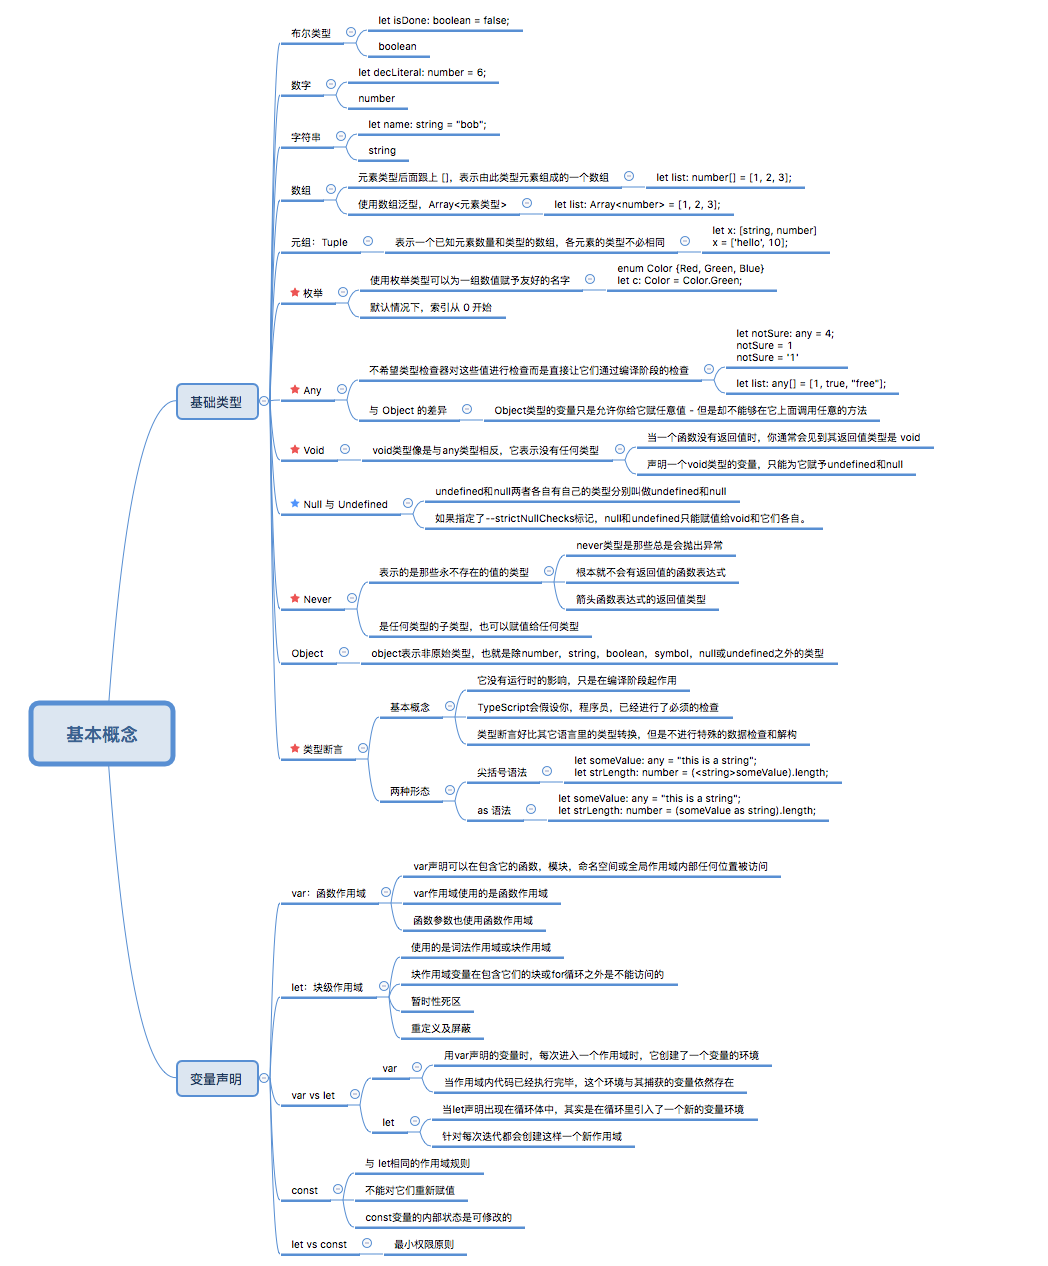 基本概念
基础类型
布尔类型
let isDone: boolean = false;
boolean
数字
let decLiteral: number = 6;
number
字符串
let name: string = "bob";
string
数组
元素类型后面跟上 []，表示由此类型元素组成的一个数组
let list: number[] = [1, 2, 3];
使用数组泛型，Array<元素类型>
let list: Array<number> = [1, 2, 3];
元组：Tuple
表示一个已知元素数量和类型的数组，各元素的类型不必相同
let x: [string, number]
x = ['hello', 10];
枚举
使用枚举类型可以为一组数值赋予友好的名字
enum Color {Red, Green, Blue}
let c: Color = Color.Green;
默认情况下，索引从 0 开始
Any
不希望类型检查器对这些值进行检查而是直接让它们通过编译阶段的检查
let notSure: any = 4;
notSure = 1
notSure = '1'
let list: any[] = [1, true, "free"];
与 Object 的差异
Object类型的变量只是允许你给它赋任意值 - 但是却不能够在它上面调用任意的方法
Void
void类型像是与any类型相反，它表示没有任何类型
当一个函数没有返回值时，你通常会见到其返回值类型是 void
声明一个void类型的变量，只能为它赋予undefined和null
Null 与 Undefined
undefined和null两者各自有自己的类型分别叫做undefined和null
如果指定了--strictNullChecks标记，null和undefined只能赋值给void和它们各自。
Never
表示的是那些永不存在的值的类型
never类型是那些总是会抛出异常
根本就不会有返回值的函数表达式
箭头函数表达式的返回值类型
是任何类型的子类型，也可以赋值给任何类型
Object
object表示非原始类型，也就是除number，string，boolean，symbol，null或undefined之外的类型
类型断言
基本概念
它没有运行时的影响，只是在编译阶段起作用
TypeScript会假设你，程序员，已经进行了必须的检查
类型断言好比其它语言里的类型转换，但是不进行特殊的数据检查和解构
两种形态
尖括号语法
let someValue: any = "this is a string";
let strLength: number = (<string>someValue).length;
as 语法
let someValue: any = "this is a string";
let strLength: number = (someValue as string).length;
变量声明
var：函数作用域
var声明可以在包含它的函数，模块，命名空间或全局作用域内部任何位置被访问
var作用域使用的是函数作用域
函数参数也使用函数作用域
let：块级作用域
使用的是词法作用域或块作用域
块作用域变量在包含它们的块或for循环之外是不能访问的
暂时性死区
重定义及屏蔽
var vs let
var
用var声明的变量时，每次进入一个作用域时，它创建了一个变量的环境
当作用域内代码已经执行完毕，这个环境与其捕获的变量依然存在
let
当let声明出现在循环体中，其实是在循环里引入了一个新的变量环境
针对每次迭代都会创建这样一个新作用域
const
与 let相同的作用域规则
不能对它们重新赋值
const变量的内部状态是可修改的
let vs const
最小权限原则